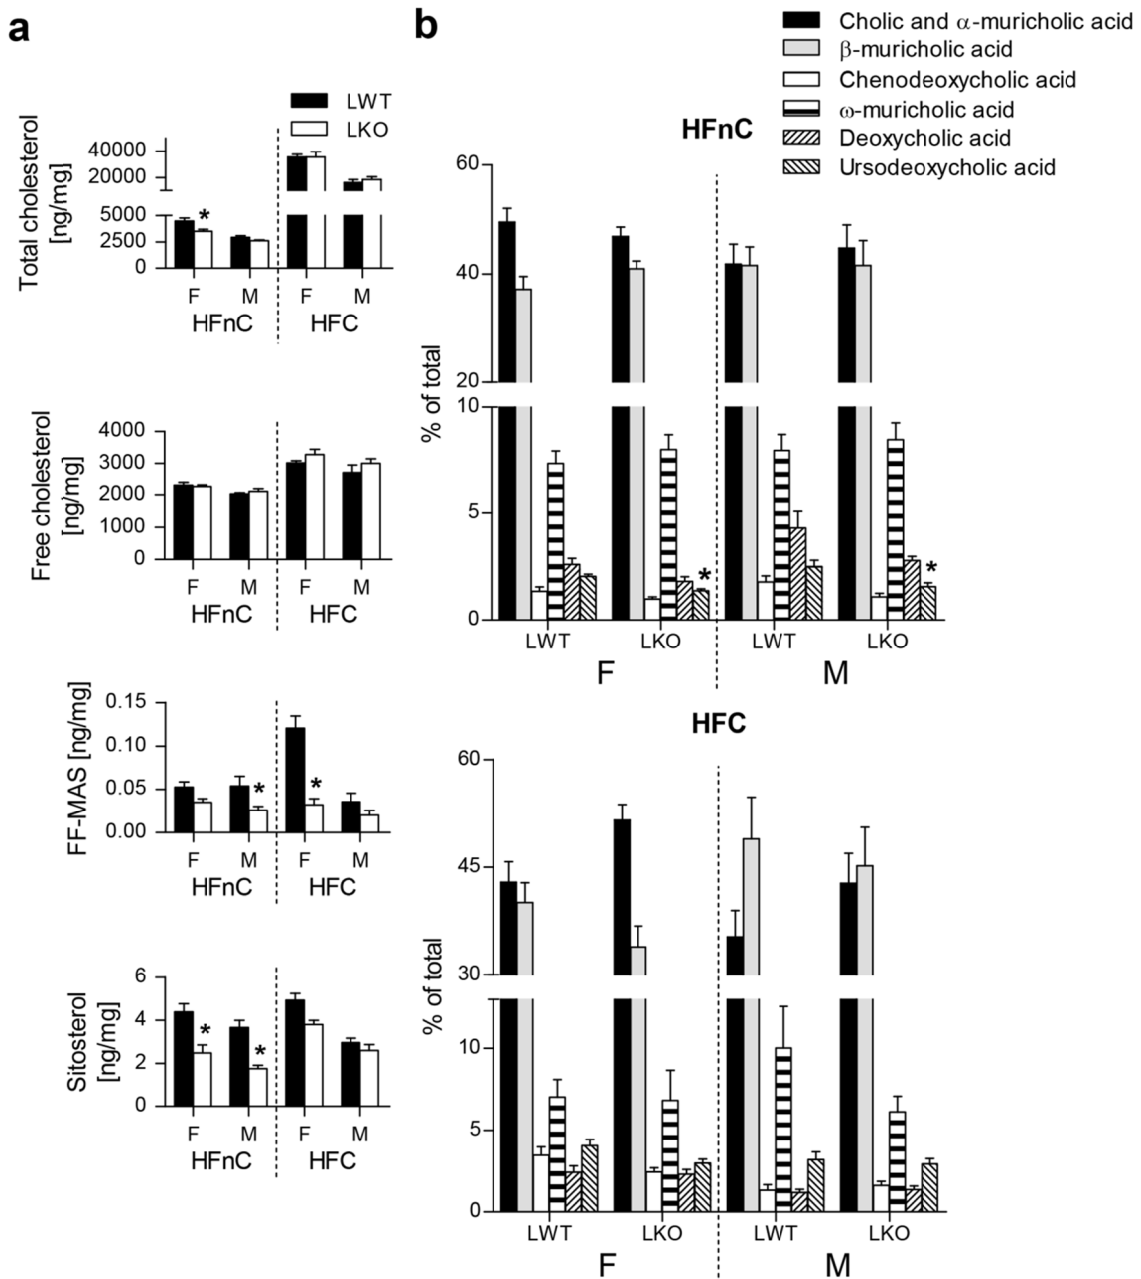 a
LWT
LKO
Total cholesterol
[ng/mg]
40000
20000
5000
2500
0
*
F M F M
HFnC HFC
Free cholesterol
[ng/mg]
4000
3000
2000
1000
0
F M F M
HFnC HFC
FF-MAS [ng/mg]
0.15
0.10
0.05
0.00
* *
F M F M
HFnC HFC
Sitosterol
[ng/mg]
6
4
2
0
* *
F M F M
HFnC HFC
b
Cholic and α-muricholic acid
β-muricholic acid
Chenodeoxycholic acid
ω-muricholic acid
Deoxycholic acid
Ursodeoxycholic acid
HFnC
% of total
60
40
20
10
5
0
* *
LWT LKO LWT LKO
F M
HFC
% of total
60
45
30
10
5
0
LWT LKO LWT LKO
F M